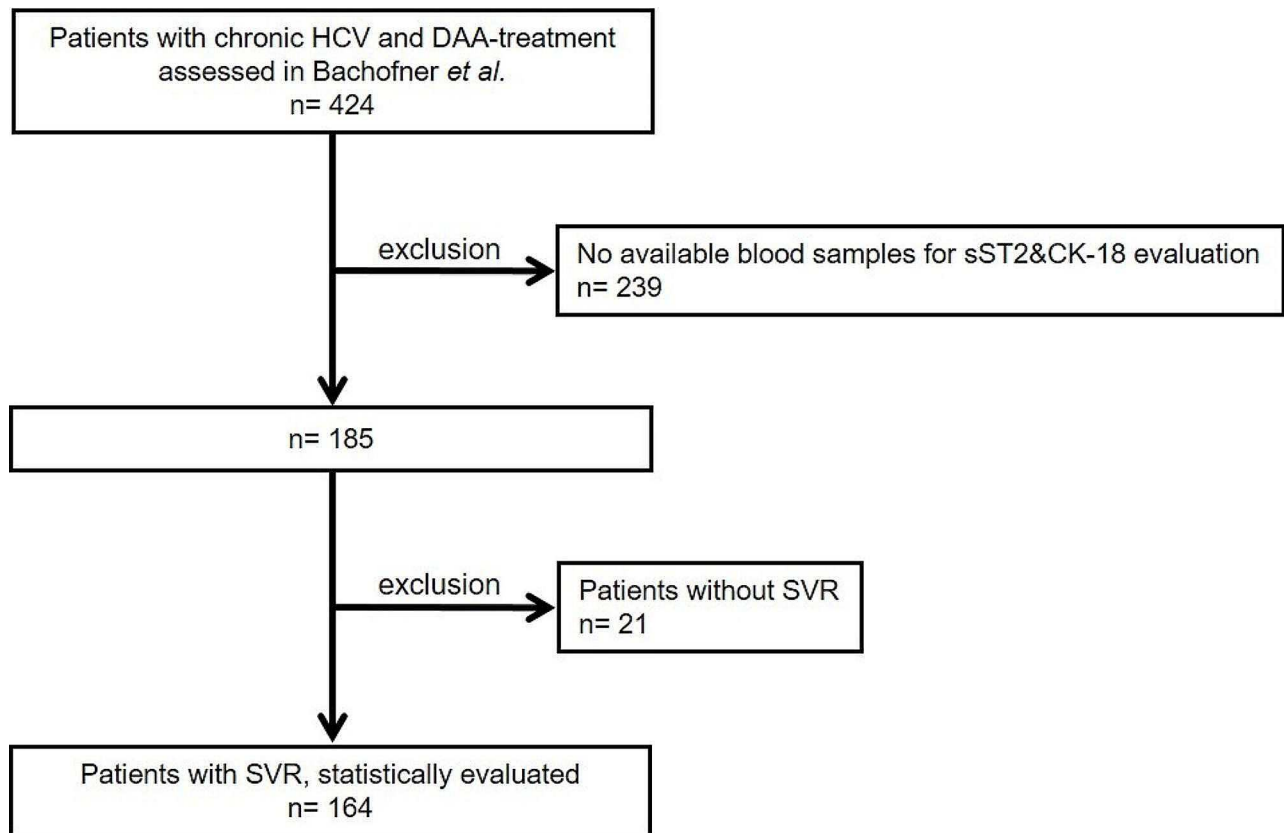 Patients with chronic HCV and DAA-treatment
assessed in Bachofner et al.
n= 424
exclusion
No available blood samples for sST2&CK-18 evaluation
n= 239
n= 185
exclusion
Patients without SVR
n= 21
Patients with SVR, statistically evaluated
n= 164